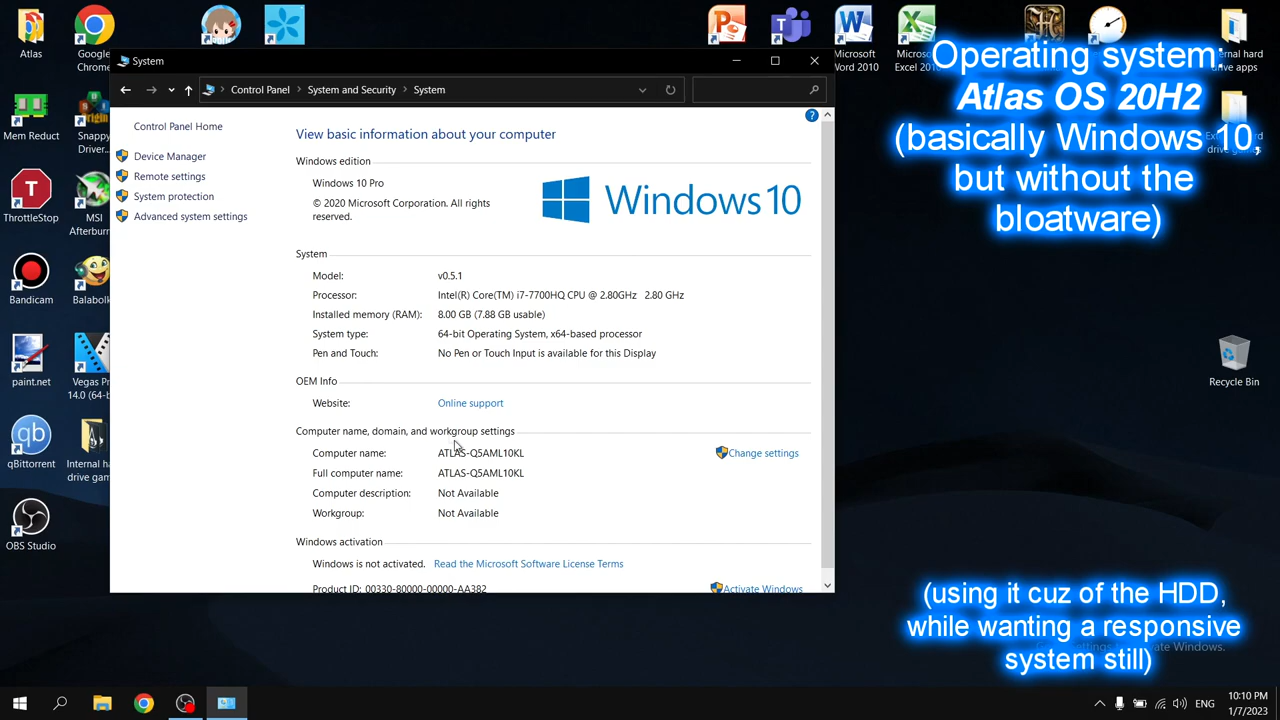 Atlas
Google
Chrome
Microsoft
Word 2010
Micros
Excel 201
ernal hard
drive apps
Operating system:
Atlas OS 20H2
(basically Windows 10,
but without the
bloatware)
System
Control Panel
System and Security
System
Mem Reduct
Snappy
Driver...
ThrottleStop
MSI
Afterburn
Bandicam
Balabolk
paint.net
Vegas Pr
14.0 (64-b
qBittorrent
Internal h
drive gam
OBS Studio
Recycle Bin
Control Panel Home
Device Manager
Remote settings
System protection
Advanced system settings
View basic information about your computer
Windows edition
Windows 10 Pro
© 2020 Microsoft Corporation. All rights
reserved.
Windows 10
System
Model: v0.5.1
Processor: Intel(R) Core(TM) i7-7700HQ CPU @ 2.80GHz 2.80 GHz
Installed memory (RAM): 8.00 GB (7.88 GB usable)
System type: 64-bit Operating System, x64-based processor
Pen and Touch: No Pen or Touch Input is available for this Display
OEM Info
Website: Online support
Computer name, domain, and workgroup settings
Computer name: ATLAS-Q5AML10KL Change settings
Full computer name: ATLAS-Q5AML10KL
Computer description: Not Available
Workgroup: Not Available
Windows activation
Windows is not activated. Read the Microsoft Software License Terms
Product ID: 00330-80000-00000-AA382 Activate Windows
(using it cuz of the HDD,
while wanting a responsive
system still)
ENG
10:10 PM
1/7/2023